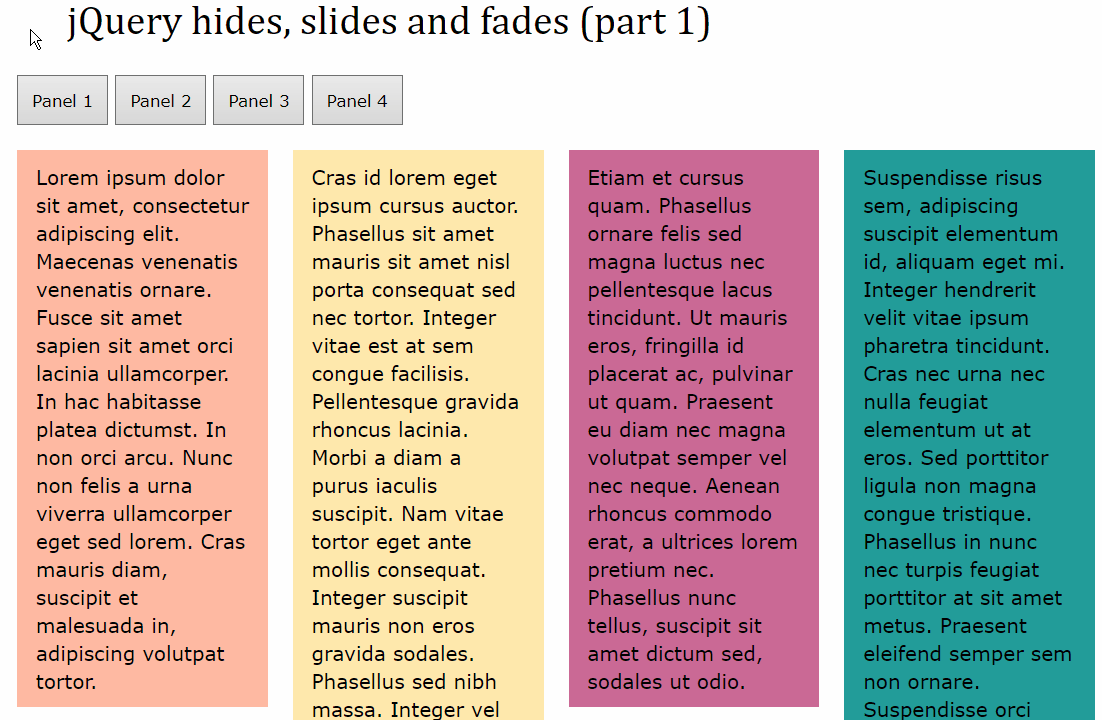 jQuery hides, slides and fades (part 1)
Panel 1
Panel 2
Panel 3
Panel 4
Lorem ipsum dolor
sit amet, consectetur
adipiscing elit.
Maecenas venenatis
venenatis ornare.
Fusce sit amet
sapien sit amet orci
lacinia ullamcorper.
In hac habitasse
platea dictumst. In
non orci arcu. Nunc
non felis a urna
viverra ullamcorper
eget sed lorem. Cras
mauris diam,
suscipit et
malesuada in,
adipiscing volutpat
tortor.
Cras id lorem eget
ipsum cursus auctor.
Phasellus sit amet
mauris sit amet nisl
porta consequat sed
nec tortor. Integer
vitae est at sem
congue facilisis.
Pellentesque gravida
rhoncus lacinia.
Morbi a diam a
purus iaculis
suscipit. Nam vitae
tortor eget ante
mollis consequat.
Integer suscipit
mauris non eros
gravida sodales.
Phasellus sed nibh
massa. Integer vel
Etiam et cursus
quam. Phasellus
ornare felis sed
magna luctus nec
pellentesque lacus
tincidunt. Ut mauris
eros, fringilla id
placerat ac, pulvinar
ut quam. Praesent
eu diam nec magna
volutpat semper vel
nec neque. Aenean
rhoncus commodo
erat, a ultrices lorem
pretium nec.
Phasellus nunc
tellus, suscipit sit
amet dictum sed,
sodales ut odio.
Suspendisse risus
sem, adipiscing
suscipit elementum
id, aliquam eget mi.
Integer hendrerit
velit vitae ipsum
pharetra tincidunt.
Cras nec urna nec
nulla feugiat
elementum ut at
eros. Sed porttitor
ligula non magna
congue tristique.
Phasellus in nunc
nec turpis feugiat
porttitor at sit amet
metus. Praesent
eleifend semper sem
non ornare.
Suspendisse orci